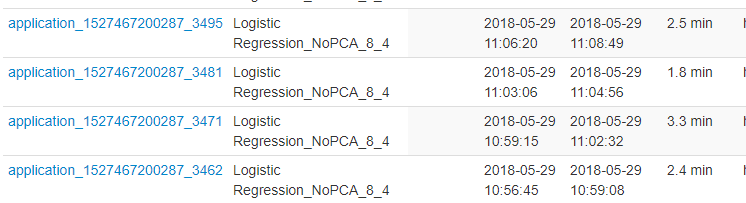 application_1527467200287_3495 Logistic 2018-05-29 2018-05-29 2.5 min
Regression_NoPCA_8_4 11:06:20 11:08:49
application_1527467200287_3481 Logistic 2018-05-29 2018-05-29 1.8 min
Regression_NoPCA_8_4 11:03:06 11:04:56
application_1527467200287_3471 Logistic 2018-05-29 2018-05-29 3.3 min
Regression_NoPCA_8_4 10:59:15 11:02:32
application_1527467200287_3462 Logistic 2018-05-29 2018-05-29 2.4 min
Regression_NoPCA_8_4 10:56:45 10:59:08